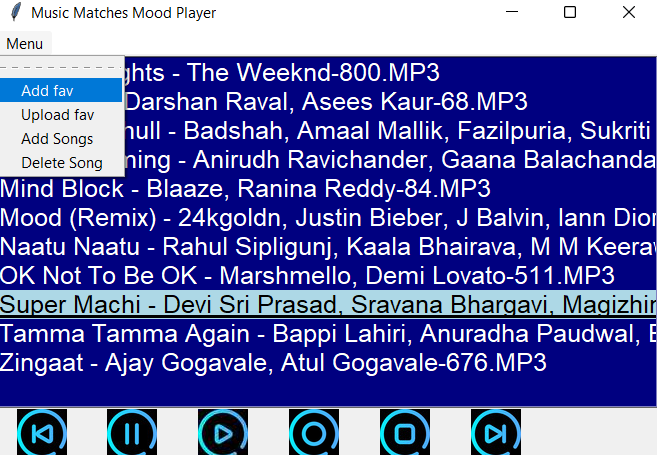 Music Matches Mood Player
Menu
Add fav
Upload fav
Add Songs
Delete Song
ghts - The Weeknd-800.MP3
Darshan Raval, Asees Kaur-68.MP3
hull - Badshah, Amaal Mallik, Fazilpuria, Sukriti
ming - Anirudh Ravichander, Gaana Balachanda
Mind Block - Blaaze, Ranina Reddy-84.MP3
Mood (Remix) - 24kgoldn, Justin Bieber, J Balvin, Iann Dior
Naatu Naatu - Rahul Sipligunj, Kaala Bhairava, M M Keera
OK Not To Be OK - Marshmello, Demi Lovato-511.MP3
Super Machi - Devi Sri Prasad, Sravana Bhargavi, Magizhi
Tamma Tamma Again - Bappi Lahiri, Anuradha Paudwal,
Zingaat - Ajay Gogavale, Atul Gogavale-676.MP3